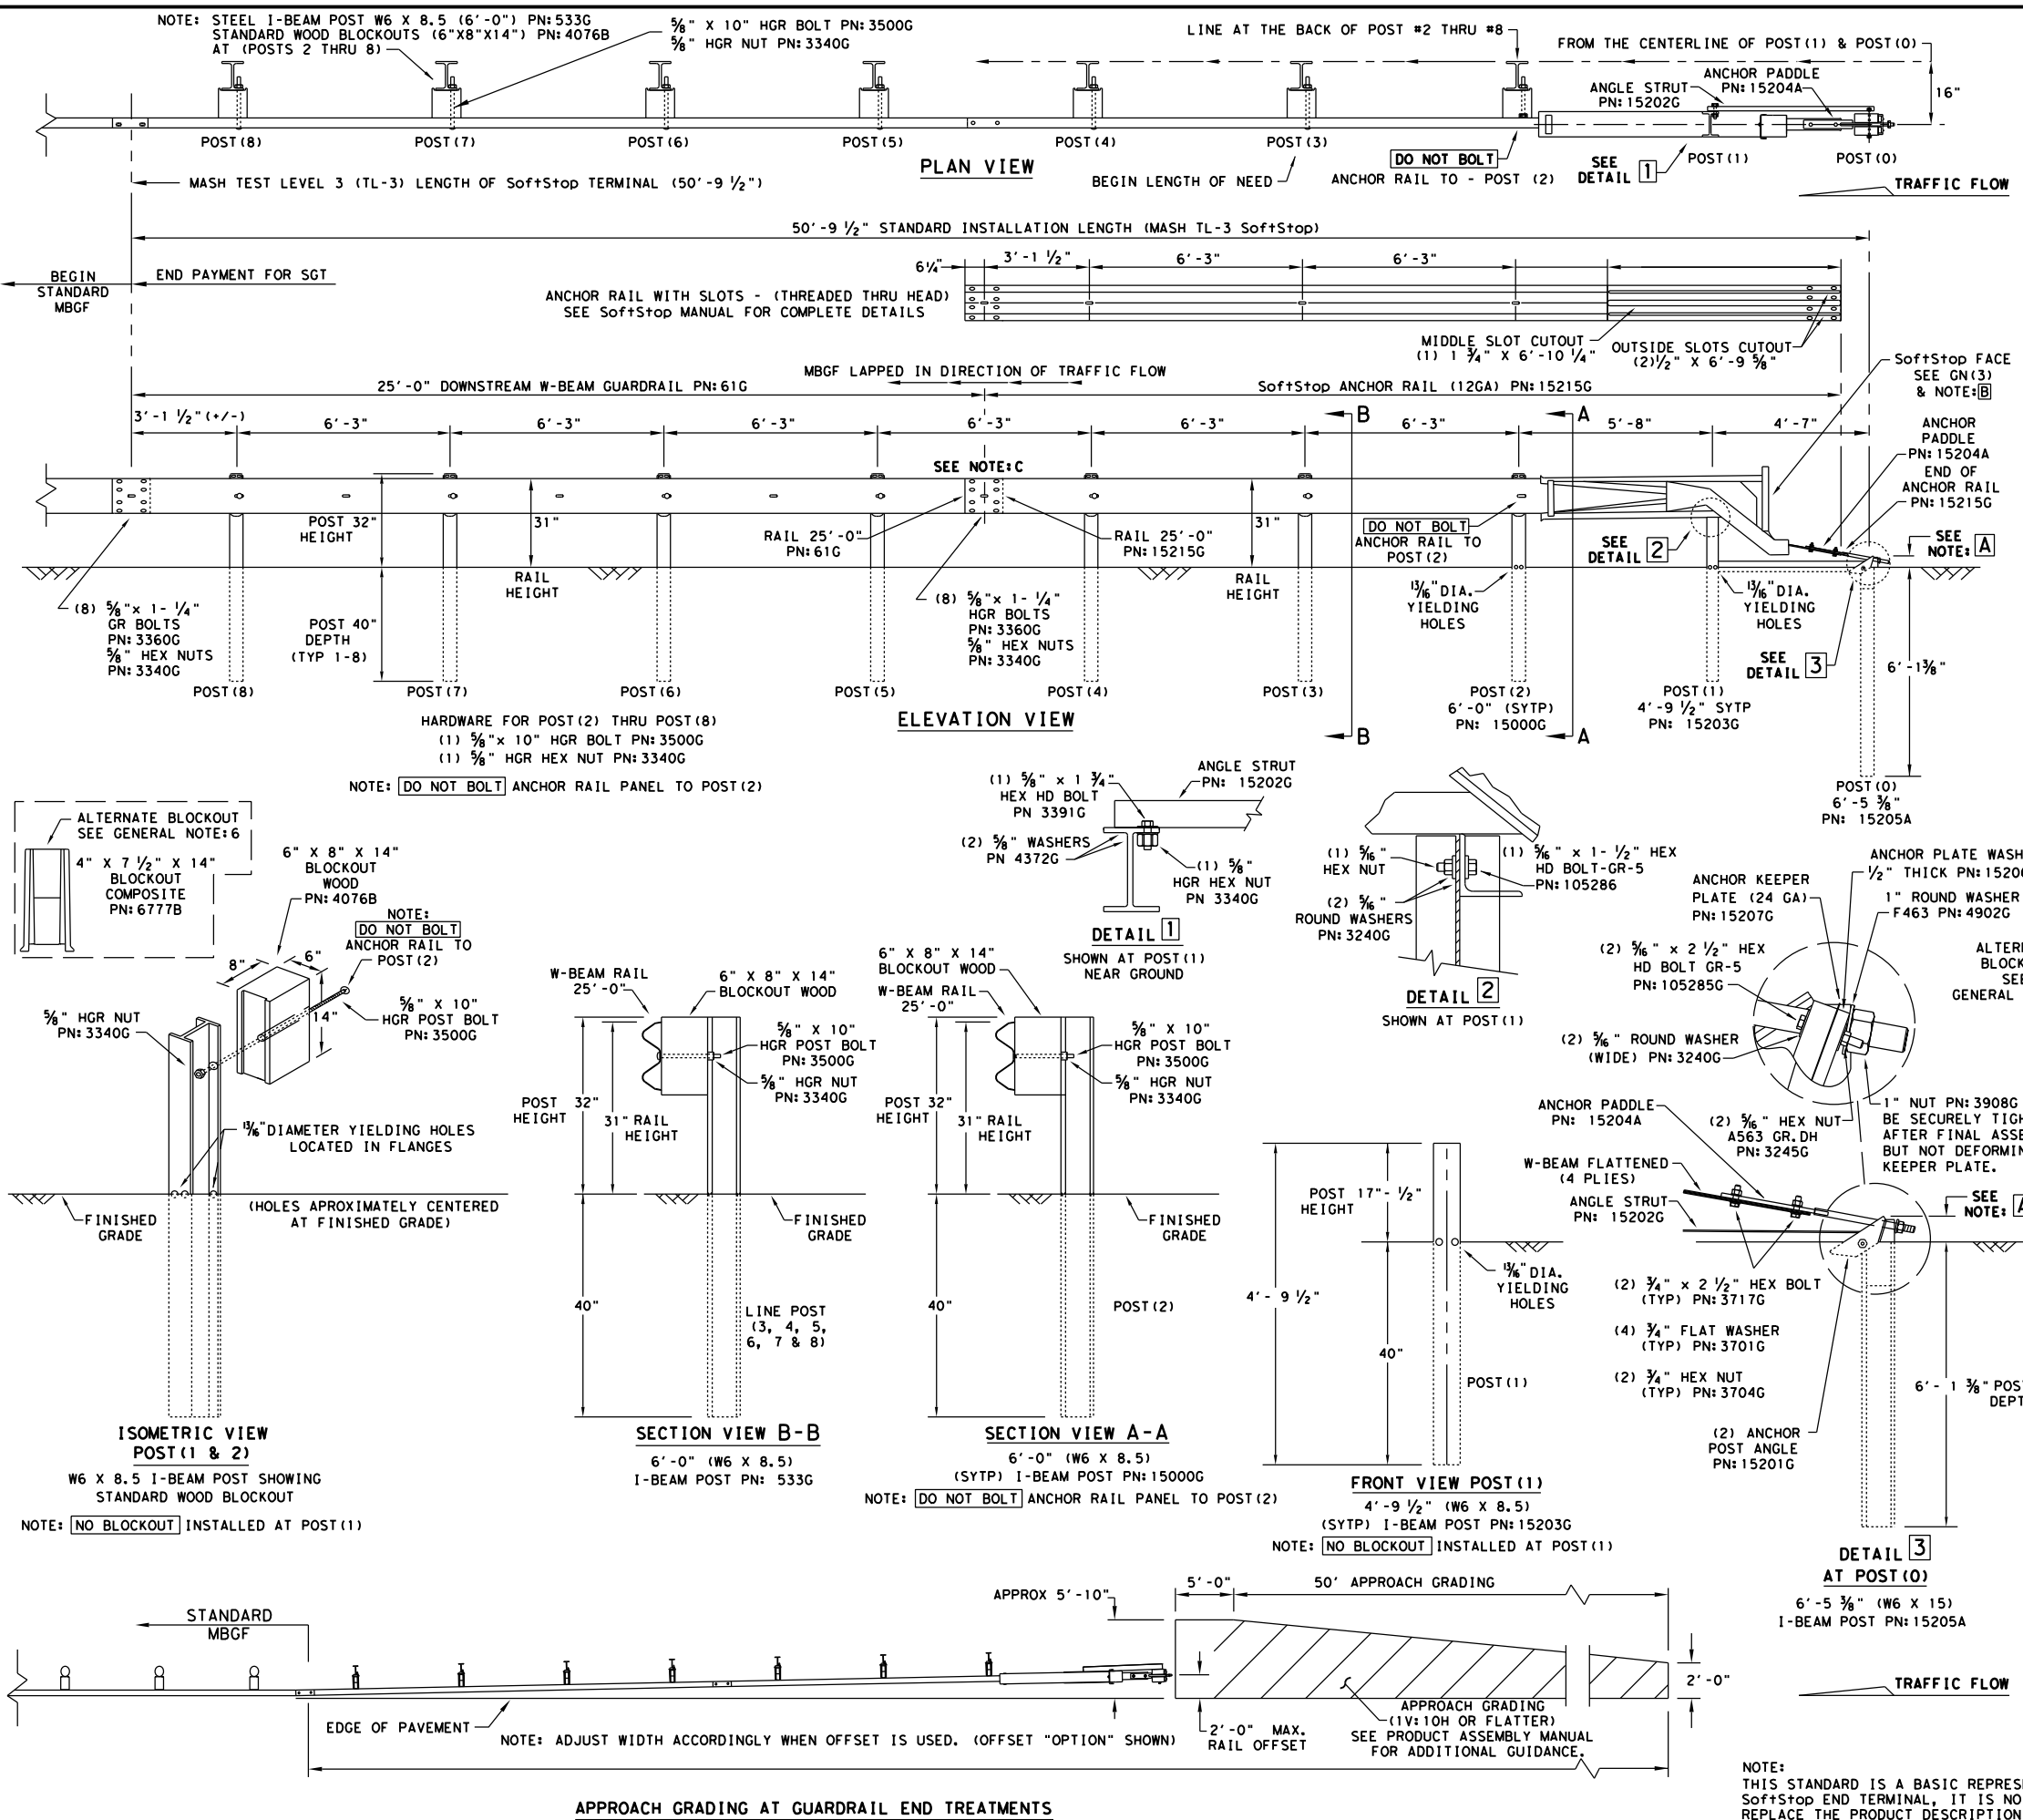 NOTE: STEEL I-BEAM POST W6 X 8.5 (6'-0") PN:533G
STANDARD WOOD BLOCKOUTS (6"X8"X14") PN:4076B
AT (POSTS 2 THRU 8)
⅝" X 10" HGR BOLT PN:3500G
⅝" HGR NUT PN:3340G
LINE AT THE BACK OF POST #2 THRU #8
FROM THE CENTERLINE OF POST(1) & POST(0)
ANGLE STRUT
PN:15202G
ANCHOR PADDLE
PN:15204A
16"
POST(8)
POST(7)
POST(6)
POST(5)
POST(4)
POST(3)
POST(1)
POST(0)
PLAN VIEW
DO NOT BOLT
ANCHOR RAIL TO - POST (2)
SEE
DETAIL 1
MASH TEST LEVEL 3 (TL-3) LENGTH OF SoftStop TERMINAL (50'-9 ½")
BEGIN LENGTH OF NEED
TRAFFIC FLOW
50'-9 ½" STANDARD INSTALLATION LENGTH (MASH TL-3 SoftStop)
BEGIN
STANDARD
MBGF
END PAYMENT FOR SGT
6¼"
3'-1 ½"
6'-3"
6'-3"
ANCHOR RAIL WITH SLOTS - (THREADED THRU HEAD)
SEE SoftStop MANUAL FOR COMPLETE DETAILS
MIDDLE SLOT CUTOUT
(1) 1 ¾" X 6'-10 ¼"
OUTSIDE SLOTS CUTOUT
(2)½" X 6'-9 ⅝"
SoftStop FACE
SEE GN(3)
& NOTE:B
MBGF LAPPED IN DIRECTION OF TRAFFIC FLOW
25'-0" DOWNSTREAM W-BEAM GUARDRAIL PN:61G
SoftStop ANCHOR RAIL (12GA) PN:15215G
3'-1 ½"(+/-)
6'-3"
6'-3"
6'-3"
6'-3"
6'-3"
6'-3"
5'-8"
4'-7"
B
A
ANCHOR
PADDLE
PN:15204A
END OF
ANCHOR RAIL
PN:15215G
SEE NOTE:C
POST 32"
HEIGHT
31"
RAIL
HEIGHT
RAIL 25'-0"
PN:61G
RAIL 25'-0"
PN:15215G
31"
RAIL
HEIGHT
DO NOT BOLT
ANCHOR RAIL TO
POST(2)
SEE
DETAIL 2
SEE
NOTE: A
(8) ⅝"x 1- ¼"
GR BOLTS
PN:3360G
⅝" HEX NUTS
PN:3340G
POST 40"
DEPTH
(TYP 1-8)
(8) ⅝"x 1- ¼"
HGR BOLTS
PN:3360G
⅝" HEX NUTS
PN:3340G
13/16"DIA.
YIELDING
HOLES
13/16"DIA.
YIELDING
HOLES
SEE
DETAIL 3
6'-1⅜"
POST(8)
POST(7)
POST(6)
POST(5)
POST(4)
POST(3)
POST(2)
6'-0" (SYTP)
PN: 15000G
POST(1)
4'-9 ½" SYTP
PN: 15203G
HARDWARE FOR POST(2) THRU POST(8)
(1) ⅝"x 10" HGR BOLT PN:3500G
(1) ⅝" HGR HEX NUT PN:3340G
NOTE: DO NOT BOLT ANCHOR RAIL PANEL TO POST(2)
ELEVATION VIEW
B
A
POST(0)
6'-5 ⅜"
PN: 15205A
ALTERNATE BLOCKOUT
SEE GENERAL NOTE:6
4" X 7 ½" X 14"
BLOCKOUT
COMPOSITE
PN:6777B
6" X 8" X 14"
BLOCKOUT
WOOD
PN:4076B
NOTE:
DO NOT BOLT
ANCHOR RAIL TO
POST(2)
8"
6"
14"
⅝" HGR NUT
PN:3340G
⅝" X 10"
HGR POST BOLT
PN:3500G
13/16"DIAMETER YIELDING HOLES
LOCATED IN FLANGES
FINISHED
GRADE
(HOLES APROXIMATELY CENTERED
AT FINISHED GRADE)
ISOMETRIC VIEW
POST(1 & 2)
W6 X 8.5 I-BEAM POST SHOWING
STANDARD WOOD BLOCKOUT
NOTE: NO BLOCKOUT INSTALLED AT POST(1)
(1) ⅝" x 1 ¾"
HEX HD BOLT
PN 3391G
ANGLE STRUT
PN: 15202G
(2) ⅝" WASHERS
PN 4372G
(1) ⅝
HGR HEX NUT
PN 3340G
DETAIL 1
SHOWN AT POST(1)
NEAR GROUND
(1) 5/16"
HEX NUT
(1) 5/16" x 1- ½" HEX
HD BOLT-GR-5
PN:105286
(2) 5/16"
ROUND WASHERS
PN:3240G
DETAIL 2
SHOWN AT POST(1)
W-BEAM RAIL
25'-0"
6" X 8" X 14"
BLOCKOUT WOOD
⅝" X 10"
HGR POST BOLT
PN:3500G
⅝" HGR NUT
PN:3340G
POST 32"
HEIGHT
31" RAIL
HEIGHT
FINISHED
GRADE
40"
LINE POST
(3, 4, 5,
6, 7 & 8)
SECTION VIEW B-B
6'-0" (W6 X 8.5)
I-BEAM POST PN: 533G
6" X 8" X 14"
BLOCKOUT WOOD
W-BEAM RAIL
25'-0"
⅝" X 10"
HGR POST BOLT
PN:3500G
⅝" HGR NUT
PN:3340G
POST 32"
HEIGHT
31" RAIL
HEIGHT
FINISHED
GRADE
40"
POST(2)
SECTION VIEW A-A
6'-0" (W6 X 8.5)
(SYTP) I-BEAM POST PN:15000G
NOTE: DO NOT BOLT ANCHOR RAIL PANEL TO POST(2)
POST 17"- ½"
HEIGHT
4'- 9 ½"
13/16"DIA.
YIELDING
HOLES
40"
POST(1)
FRONT VIEW POST(1)
4'-9 ½" (W6 X 8.5)
(SYTP) I-BEAM POST PN:15203G
NOTE: NO BLOCKOUT INSTALLED AT POST(1)
ANCHOR PLATE
½" THICK
ANCHOR KEEPER
PLATE (24 GA)
PN:15207G
1" ROUND WASHER
F463 PN:4902G
(2) 5/16" x 2 ½" HEX
HD BOLT GR-5
PN:105285G
SEE
GENERAL
(2) 5/16" ROUND WASHER
(WIDE) PN:3240G
ANCHOR PADDLE
PN: 15204A
(2) 5/16" HEX NUT
A563 GR.DH
PN:3245G
1" NUT PN:3908G
BE SECURELY
AFTER FINAL
BUT NOT
KEEPER PLATE.
W-BEAM FLATTENED
(4 PLIES)
ANGLE STRUT
PN: 15202G
SEE
NOTE: A
(2) ¾" x 2 ½" HEX BOLT
(TYP) PN:3717G
(4) ¾" FLAT WASHER
(TYP) PN:3701G
(2) ¾" HEX NUT
(TYP) PN:3704G
6'- 1 ⅜" POST
(2) ANCHOR
POST ANGLE
PN:15201G
DETAIL 3
AT POST(0)
6'-5 ⅜" (W6 X 15)
I-BEAM POST PN:15205A
STANDARD
MBGF
APPROX 5'-10"
5'-0"
50' APPROACH GRADING
2'-0"
EDGE OF PAVEMENT
NOTE: ADJUST WIDTH ACCORDINGLY WHEN OFFSET IS USED. (OFFSET "OPTION" SHOWN)
2'-0" MAX.
RAIL OFFSET
APPROACH GRADING
(1V:10H OR FLATTER)
SEE PRODUCT ASSEMBLY MANUAL
FOR ADDITIONAL GUIDANCE.
TRAFFIC FLOW
APPROACH GRADING AT GUARDRAIL END TREATMENTS
NOTE:
THIS STANDARD IS A BASIC
SoftStop END TERMINAL, IT IS
REPLACE THE PRODUCT DESCRIPTION